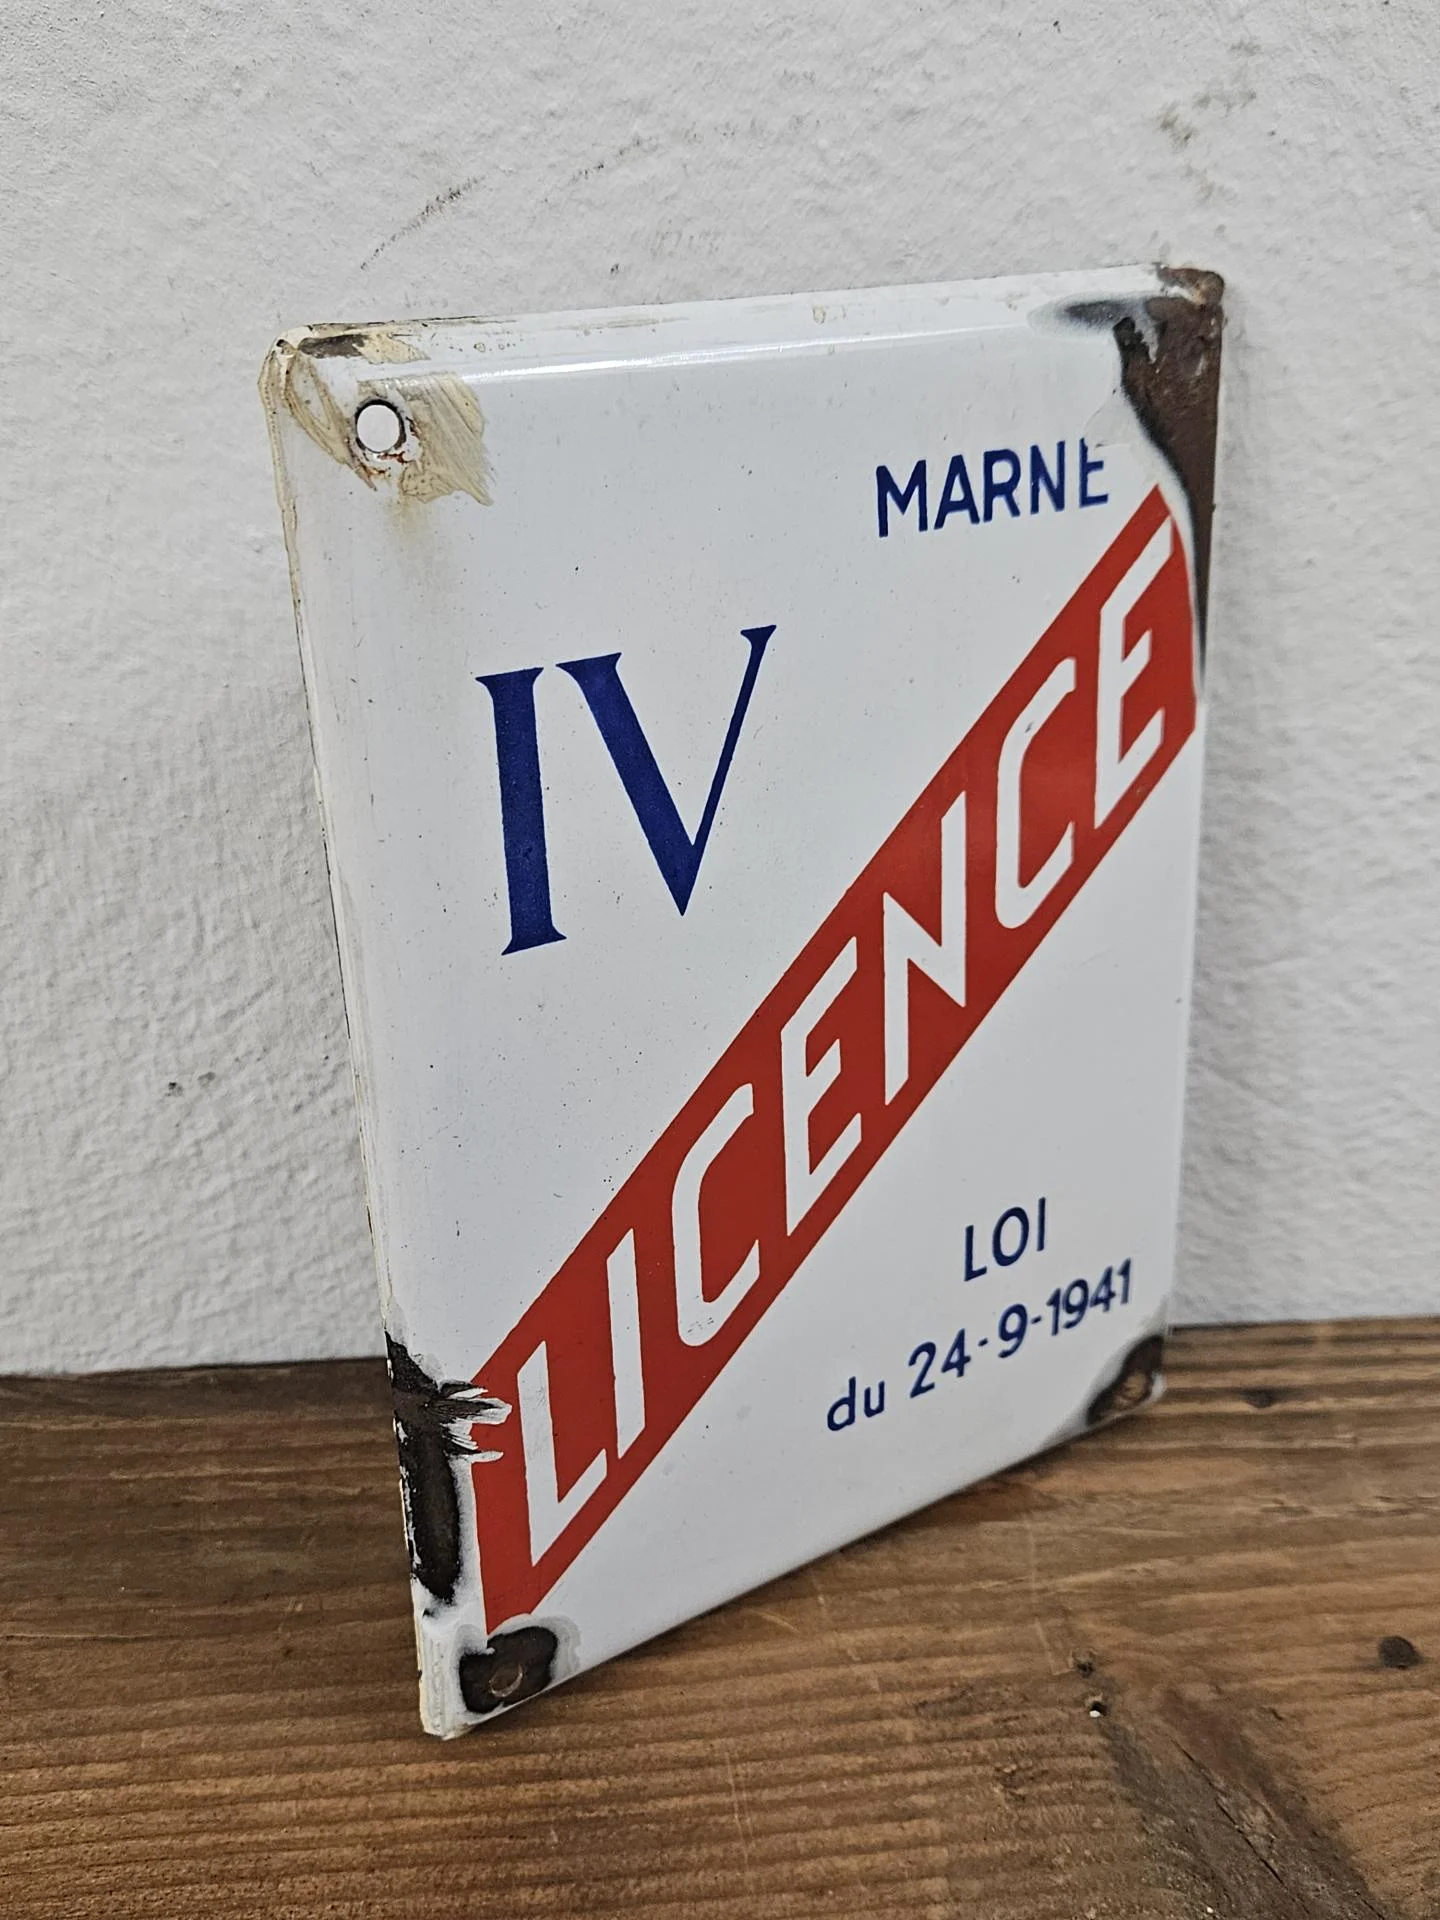 MARNE
IV
LICENCE
LOI
du 24-9-1941